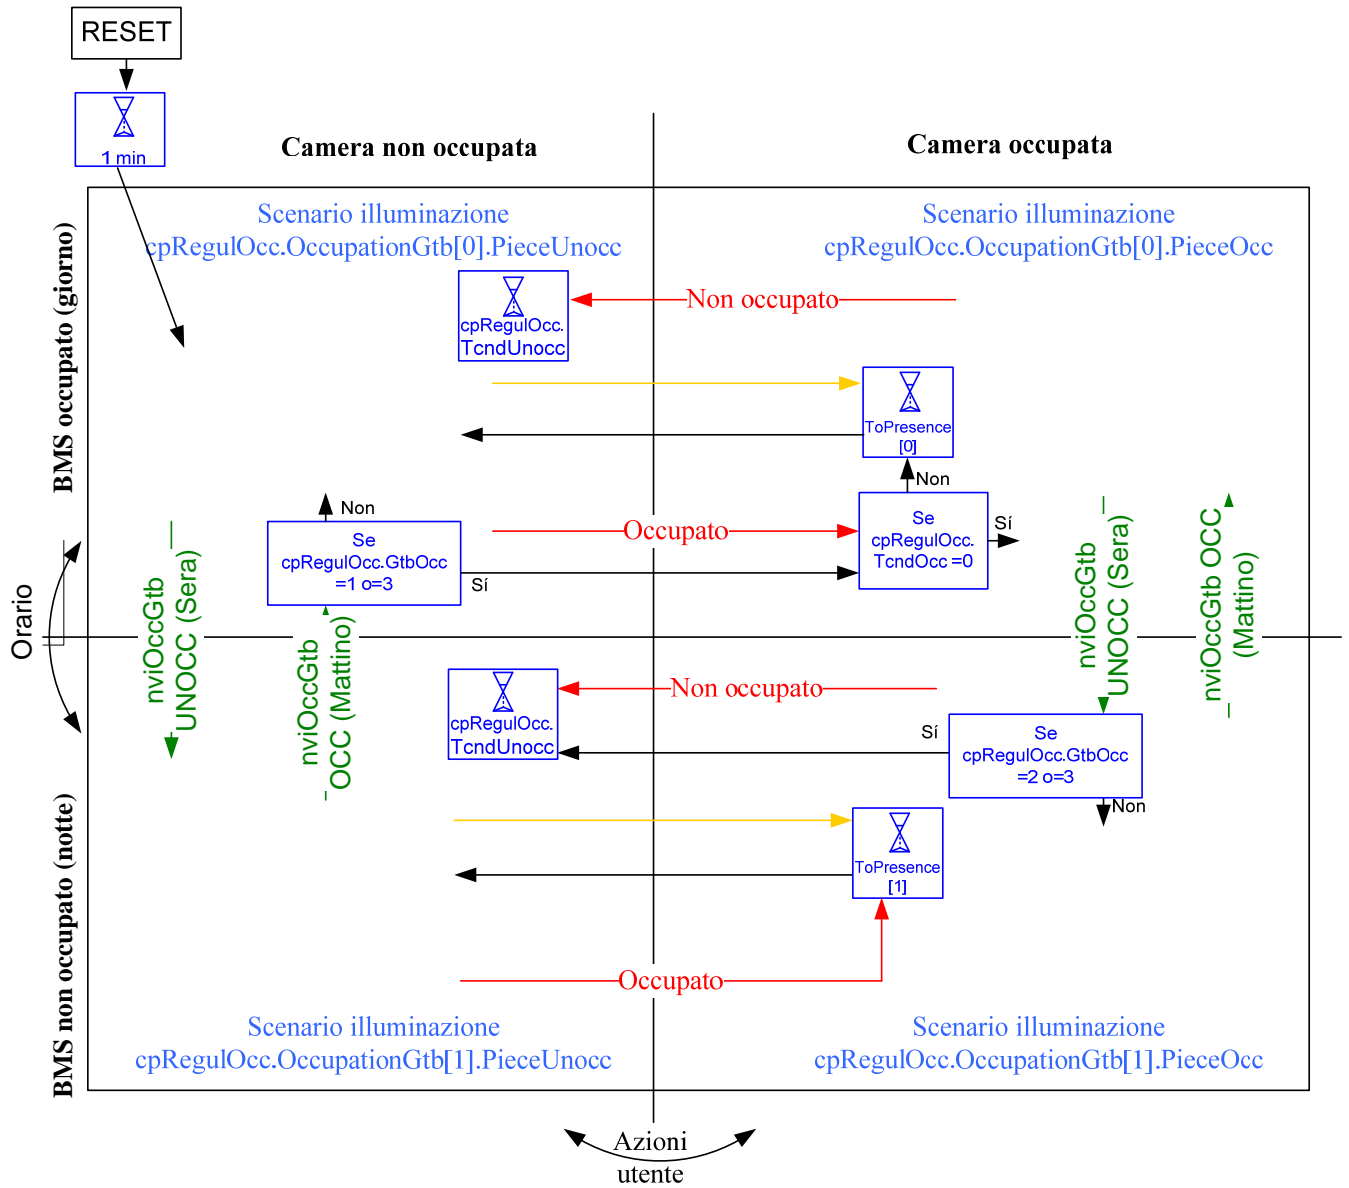 RESET
1 min
Camera non occupata
Camera occupata
BMS occupato (giorno)
Scenario illuminazione
cpRegulOcc.OccupationGtb[0].PieceUnocc
Scenario illuminazione
cpRegulOcc.OccupationGtb[0].PieceOcc
cpRegulOcc.
TcndUnocc
Non occupato
ToPresence
[0]
Non
Non
Se
cpRegulOcc.GtbOcc
=1 o=3
Sí
Occupato
Se
cpRegulOcc.
TcndOcc =0
Sí
Orario
nviOccGtb
UNOCC (Sera)
nviOccGtb
OCC (Mattino)
nviOccGtb
UNOCC (Sera)
nviOccGtb OCC
(Mattino)
BMS non occupato (notte)
cpRegulOcc.
TcndUnocc
Non occupato
Sí
Se
cpRegulOcc.GtbOcc
=2 o=3
Non
ToPresence
[1]
Occupato
Scenario illuminazione
cpRegulOcc.OccupationGtb[1].PieceUnocc
Scenario illuminazione
cpRegulOcc.OccupationGtb[1].PieceOcc
Azioni
utente